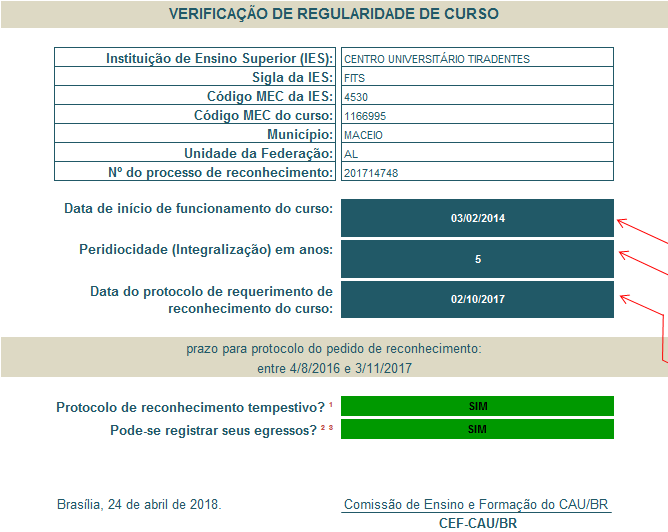 VERIFICAÇÃO DE REGULARIDADE DE CURSO
Instituição de Ensino Superior (IES): CENTRO UNIVERSITÁRIO TIRADENTES
Sigla da IES: FITS
Código MEC da IES: 4530
Código MEC do curso: 1166995
Município: MACEIO
Unidade da Federação: AL
Nº do processo de reconhecimento: 201714748
Data de início de funcionamento do curso: 03/02/2014
Peridiocidade (Integralização) em anos: 5
Data do protocolo de requerimento de
reconhecimento do curso: 02/10/2017
prazo para protocolo do pedido de reconhecimento:
entre 4/8/2016 e 3/11/2017
Protocolo de reconhecimento tempestivo? ¹ SIM
Pode-se registrar seus egressos? ² ³ SIM
Brasília, 24 de abril de 2018. Comissão de Ensino e Formação do CAU/BR
CEF-CAU/BR